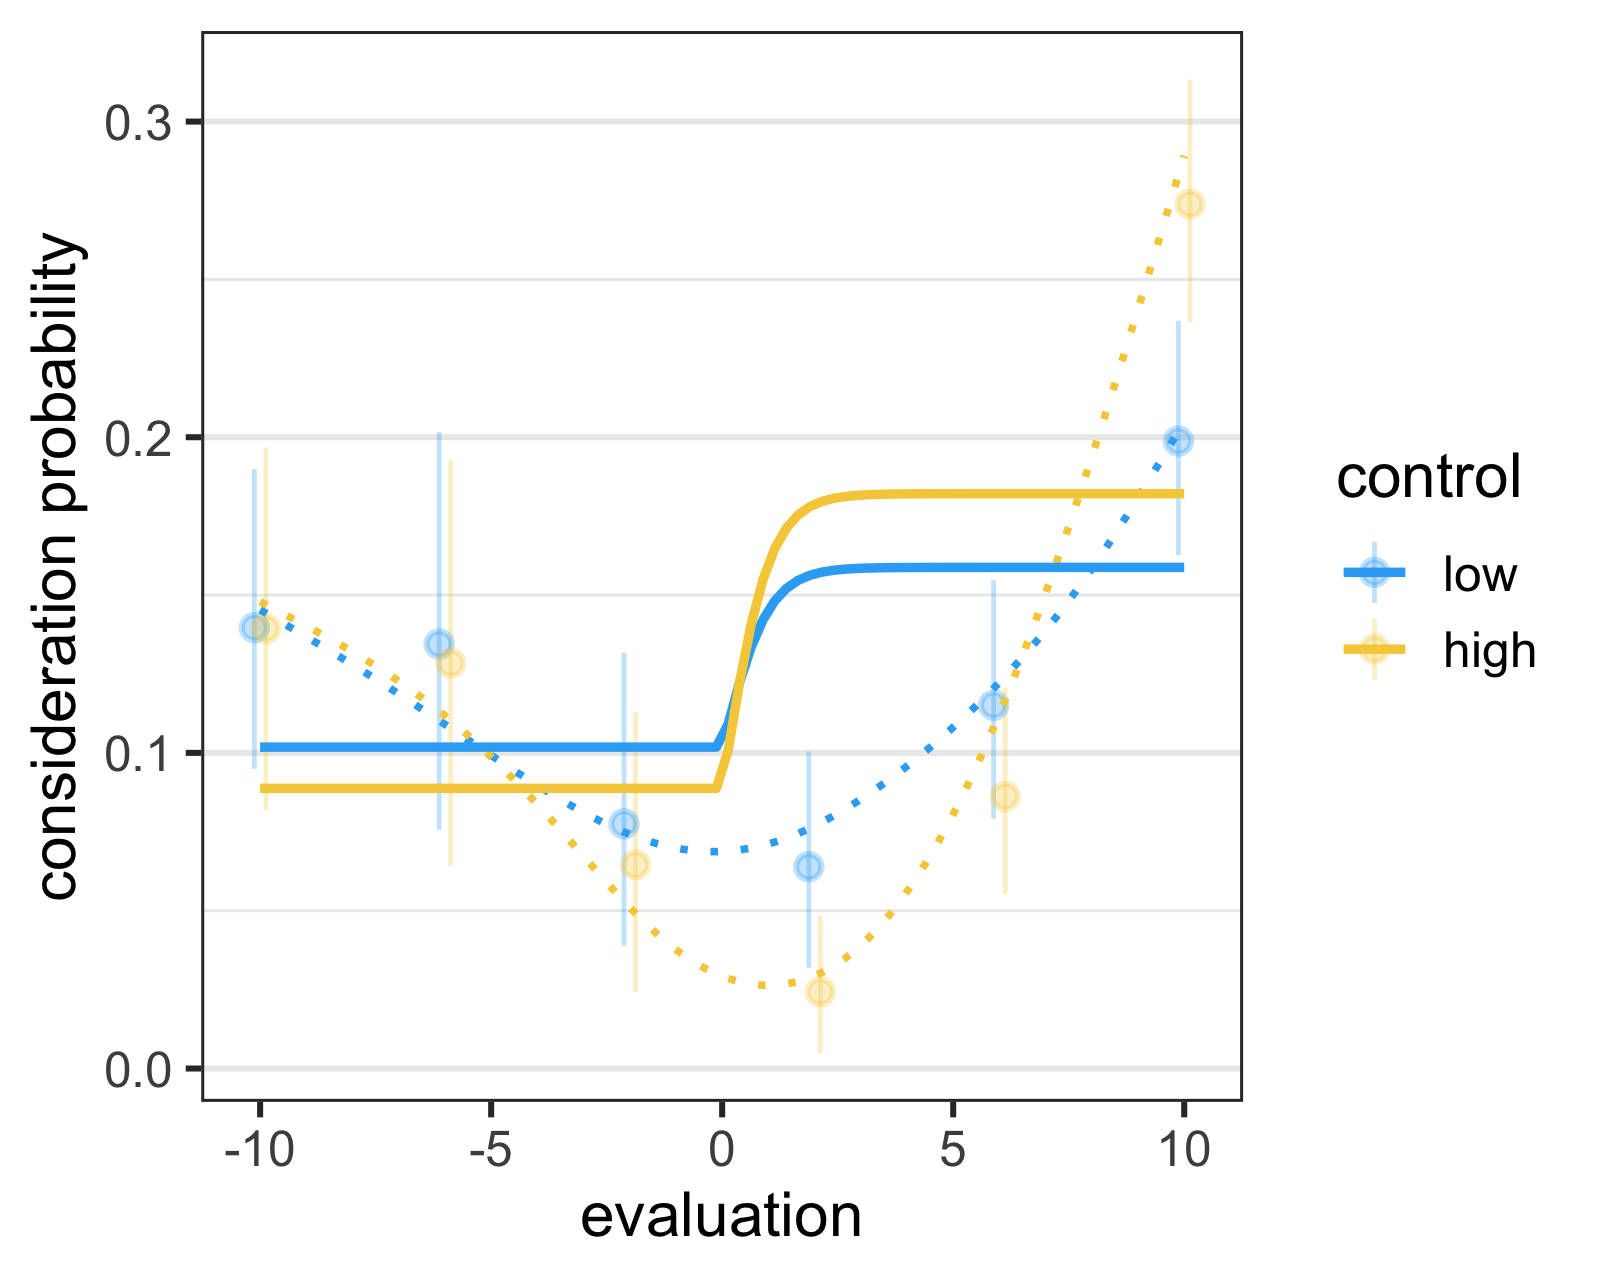 consideration probability
0.3
0.2
0.1
0.0
-10 -5 0 5 10
evaluation
control
low
high